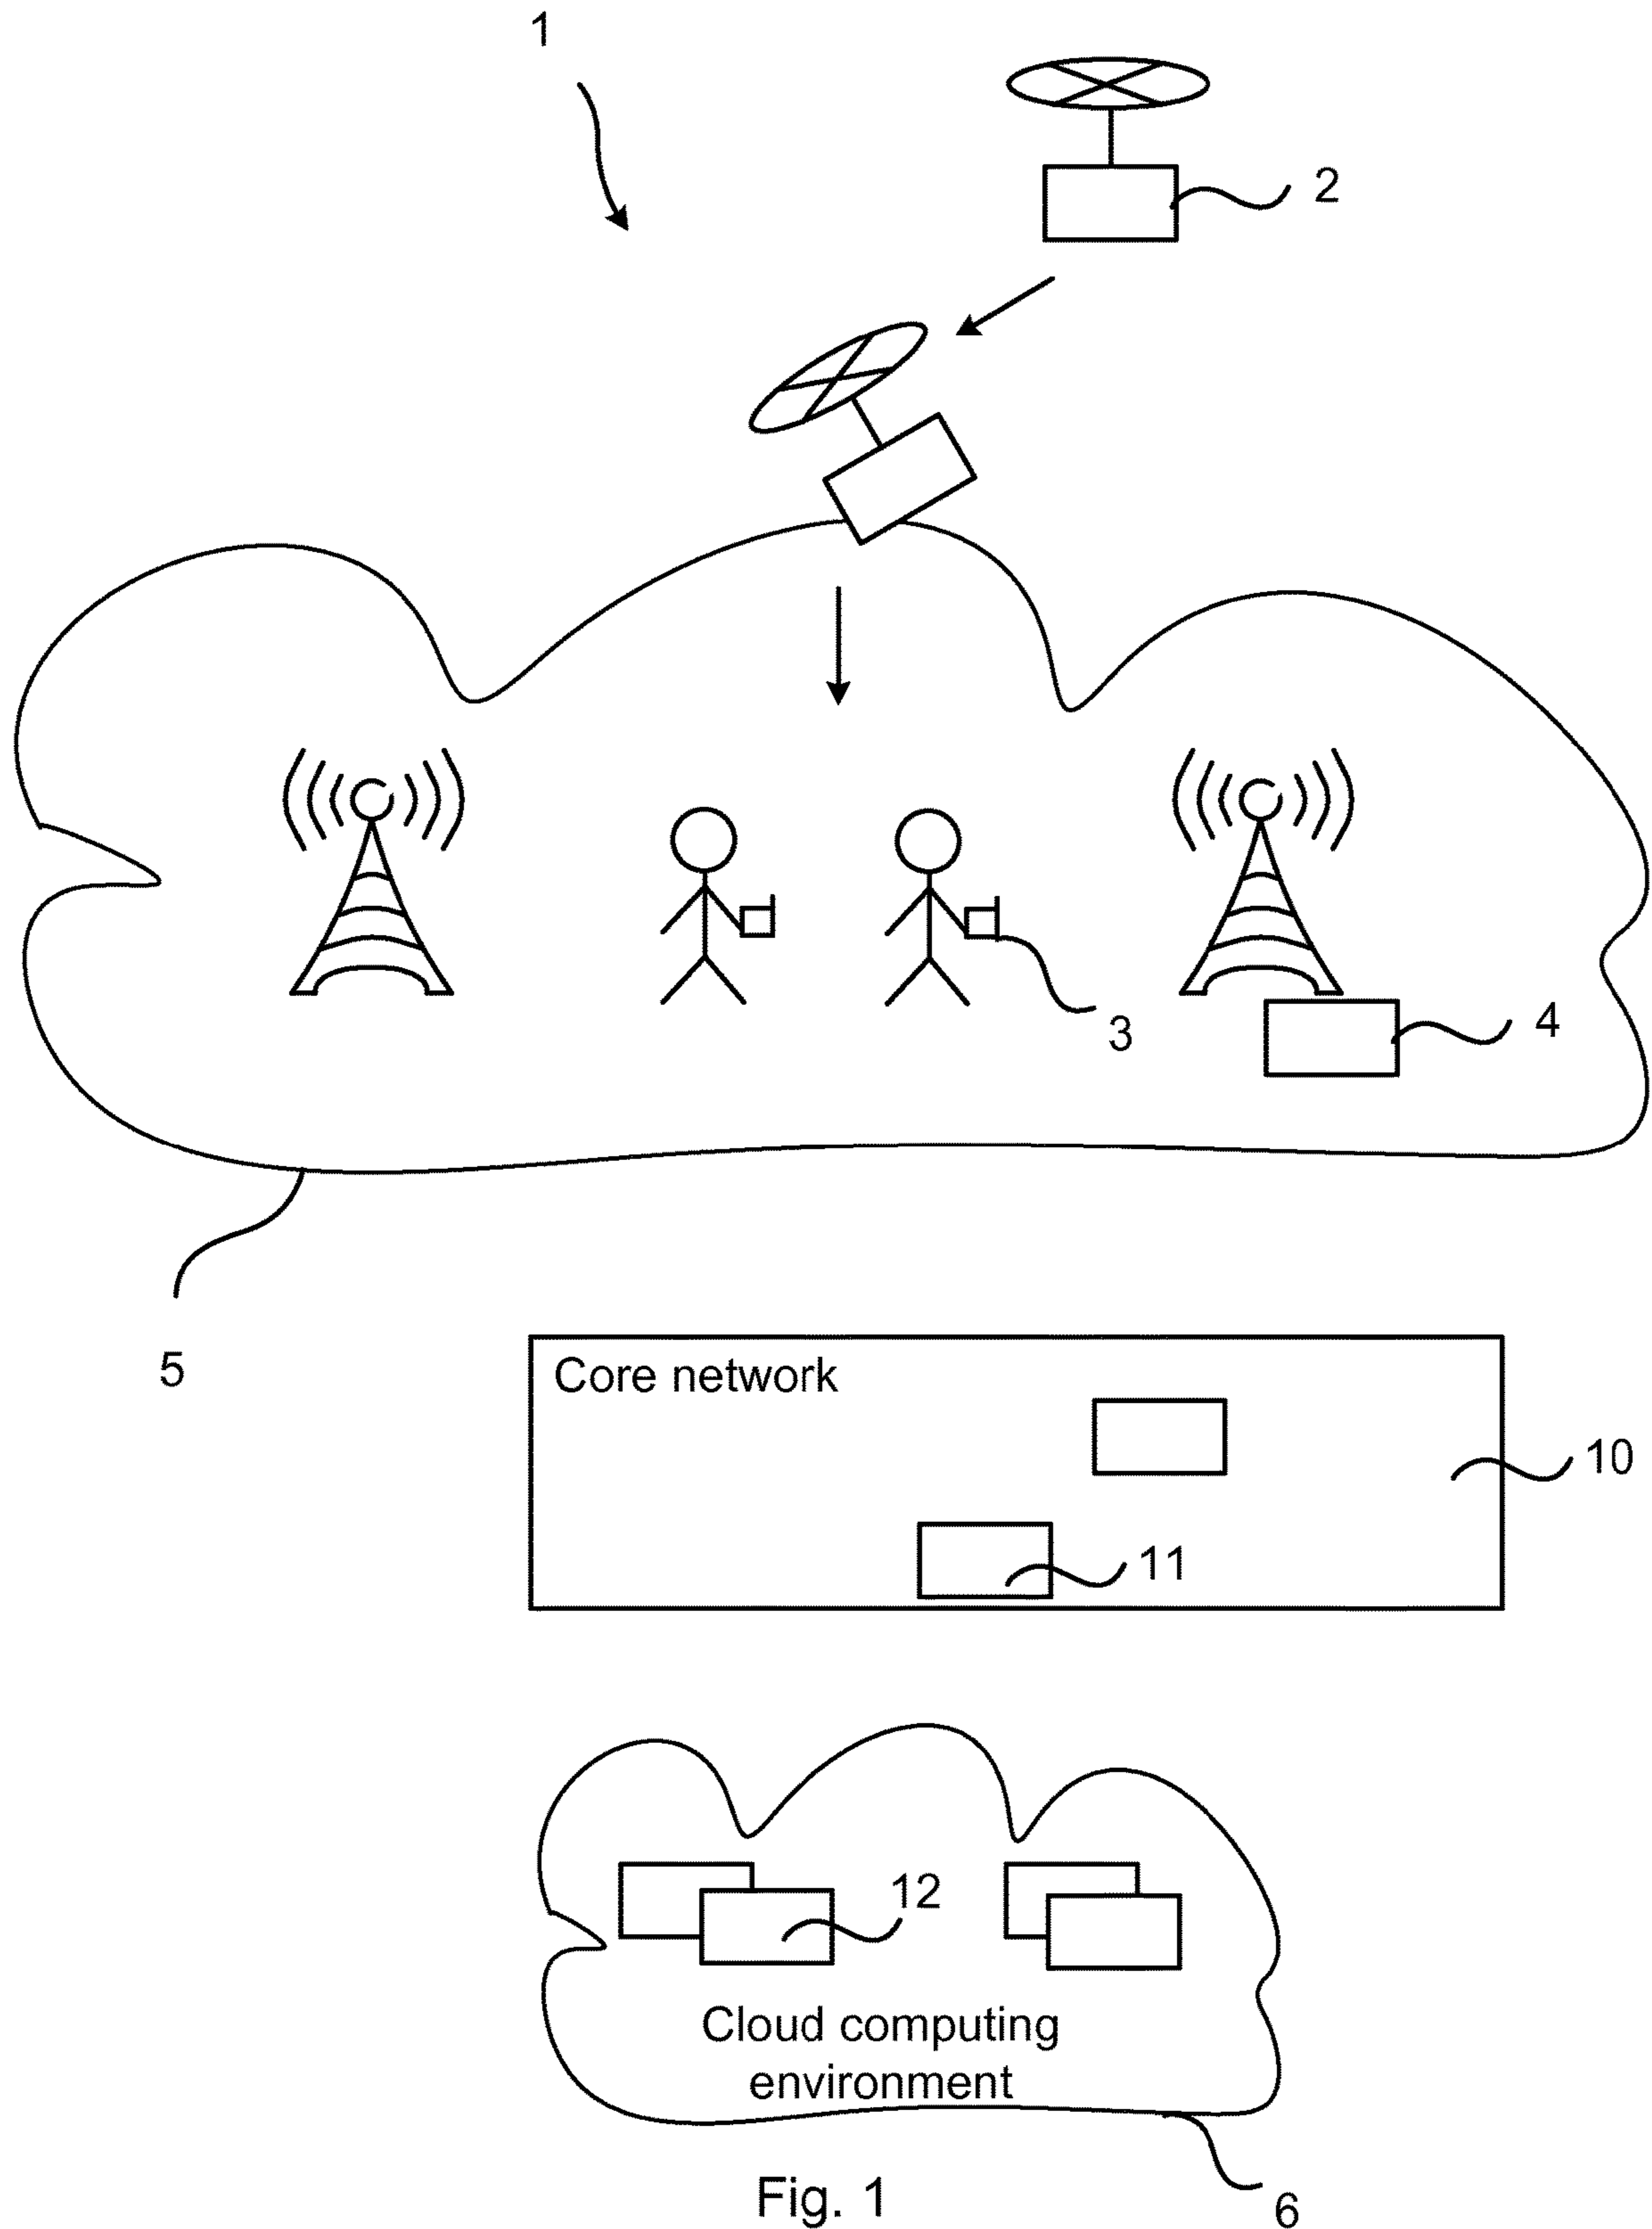 1
2
3
4
5
Core network
10
11
12
Cloud computing
environment
Fig. 1
6